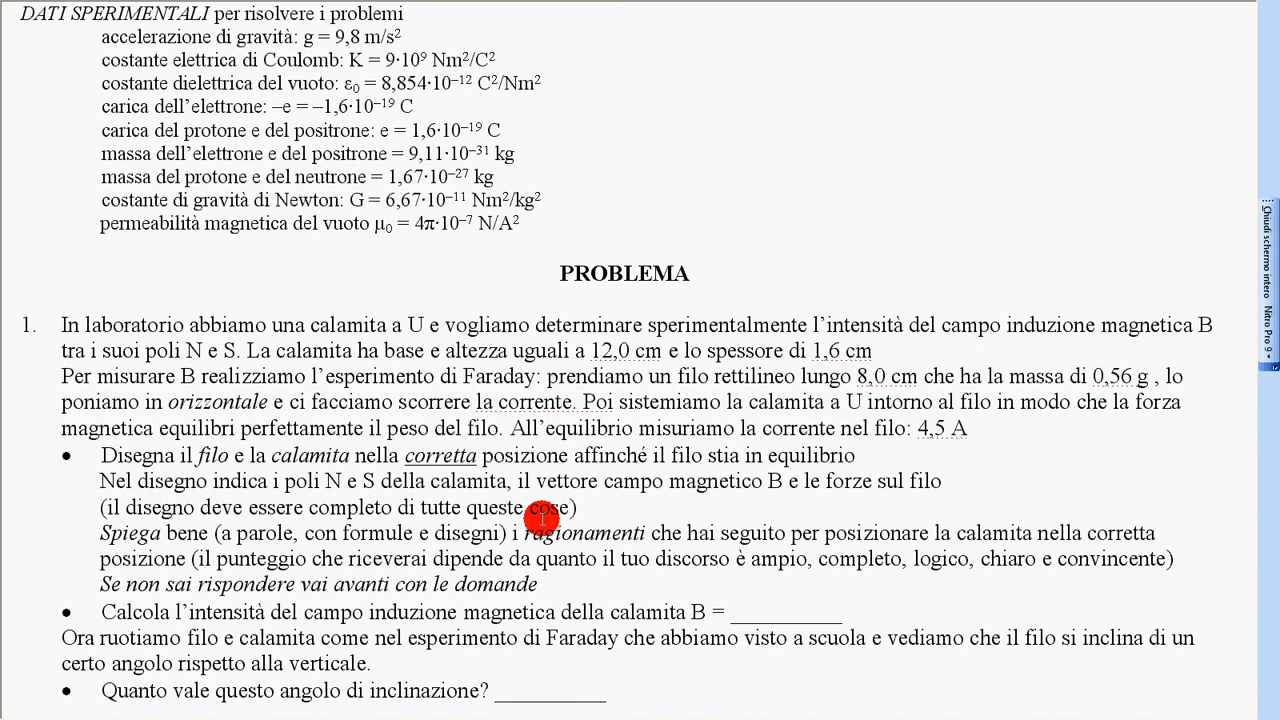 DATI SPERIMENTALI per risolvere i problemi
accelerazione di gravità: g = 9,8 m/s²
costante elettrica di Coulomb: K = 9·10⁹ Nm²/C²
costante dielettrica del vuoto: ε₀ = 8,854·10⁻¹² C²/Nm²
carica dell’elettrone: –e = –1,6·10⁻¹⁹ C
carica del protone e del positrone: e = 1,6·10⁻¹⁹ C
massa dell’elettrone e del positrone = 9,11·10⁻³¹ kg
massa del protone e del neutrone = 1,67·10⁻²⁷ kg
costante di gravità di Newton: G = 6,67·10⁻¹¹ Nm²/kg²
permeabilità magnetica del vuoto μ₀ = 4π·10⁻⁷ N/A²
PROBLEMA
1. In laboratorio abbiamo una calamita a U e vogliamo determinare sperimentalmente l’intensità del campo induzione magnetica B
tra i suoi poli N e S. La calamita ha base e altezza uguali a 12,0 cm e lo spessore di 1,6 cm
Per misurare B realizziamo l’esperimento di Faraday: prendiamo un filo rettilineo lungo 8,0 cm che ha la massa di 0,56 g , lo
poniamo in orizzontale e ci facciamo scorrere la corrente. Poi sistemiamo la calamita a U intorno al filo in modo che la forza
magnetica equilibri perfettamente il peso del filo. All’equilibrio misuriamo la corrente nel filo: 4,5 A
• Disegna il filo e la calamita nella corretta posizione affinché il filo stia in equilibrio
Nel disegno indica i poli N e S della calamita, il vettore campo magnetico B e le forze sul filo
(il disegno deve essere completo di tutte queste cose)
Spiega bene (a parole, con formule e disegni) i ragionamenti che hai seguito per posizionare la calamita nella corretta
posizione (il punteggio che riceverai dipende da quanto il tuo discorso è ampio, completo, logico, chiaro e convincente)
Se non sai rispondere vai avanti con le domande
• Calcola l’intensità del campo induzione magnetica della calamita B = __________
Ora ruotiamo filo e calamita come nel esperimento di Faraday che abbiamo visto a scuola e vediamo che il filo si inclina di un
certo angolo rispetto alla verticale.
• Quanto vale questo angolo di inclinazione? __________
Chiudi schermo intero Nitro Pro 9